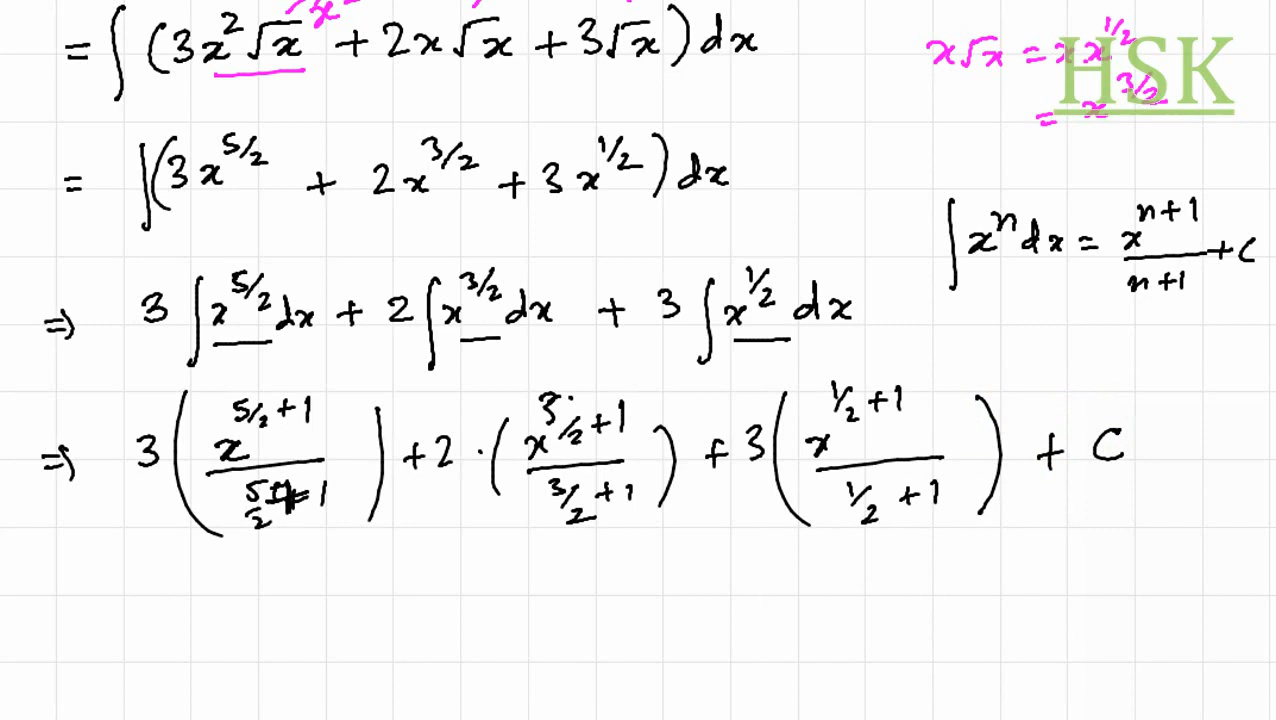 = ∫ (3x²√x + 2x√x + 3√x) dx
x√x = x x^{1/2}
= x^{3/2}
HSK
= ∫(3x^{5/2} + 2x^{3/2} + 3x^{1/2}) dx
∫ x^n dx = x^{n+1}/(n+1) + C
⇒ 3 ∫ x^{5/2} dx + 2 ∫ x^{3/2} dx + 3 ∫ x^{1/2} dx
⇒ 3 (x^{5/2 + 1}/(5/2 + 1)) + 2 · (x^{3/2 + 1}/(3/2 + 1)) + 3 (x^{1/2 + 1}/(1/2 + 1)) + C